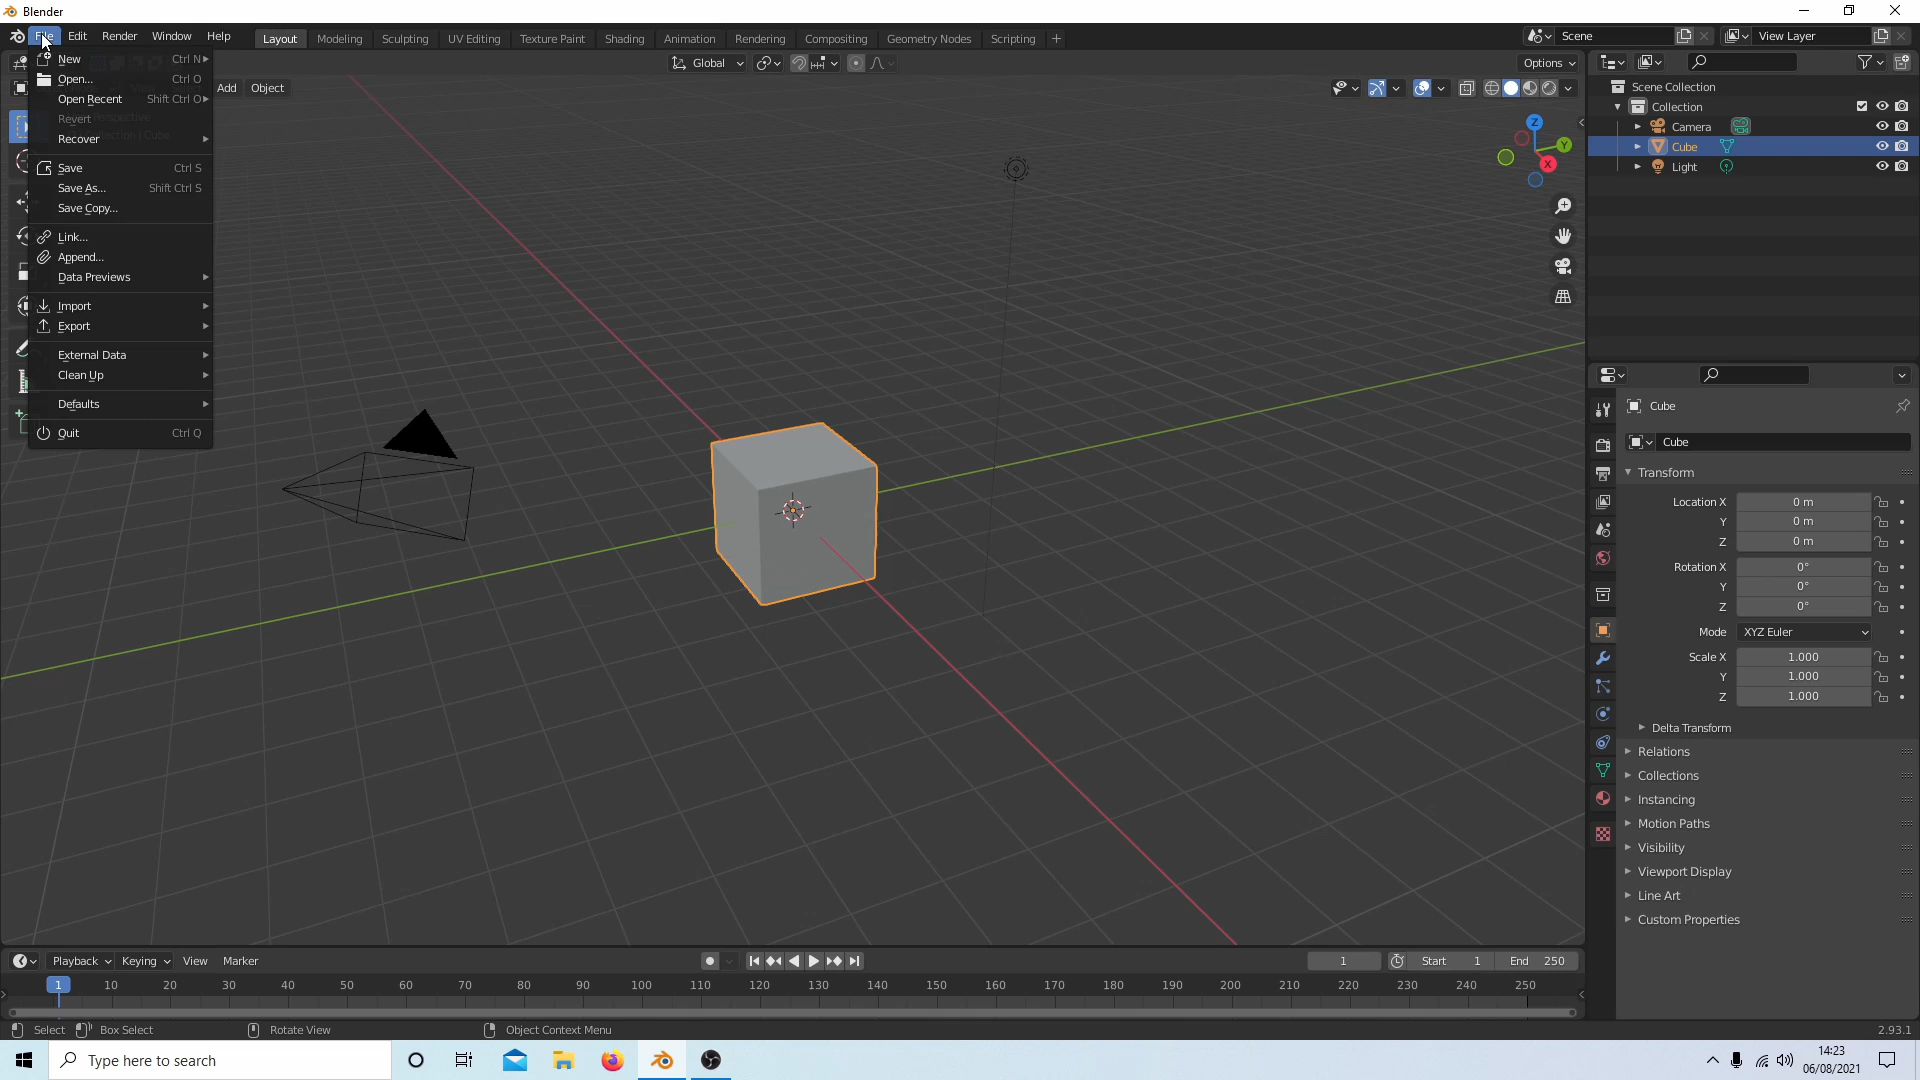 Blender
File Edit Render Window Help
Layout Modeling Sculpting UV Editing Texture Paint Shading Animation Rendering Compositing Geometry Nodes Scripting +
Scene
View Layer
New Ctrl N
Open... Ctrl O
Open Recent Shift Ctrl O
Revert
Recover
Save Ctrl S
Save As... Shift Ctrl S
Save Copy...
Link...
Append...
Data Previews
Import
Export
External Data
Clean Up
Defaults
Quit Ctrl Q
Global
Options
Add Object
Z
Y
X
Scene Collection
Collection
Camera
Cube
Light
Cube
Cube
Transform
Location X 0 m
Y 0 m
Z 0 m
Rotation X 0°
Y 0°
Z 0°
Mode XYZ Euler
Scale X 1.000
Y 1.000
Z 1.000
Delta Transform
Relations
Collections
Instancing
Motion Paths
Visibility
Viewport Display
Line Art
Custom Properties
Playback Keying View Marker
1 Start 1 End 250
1 10 20 30 40 50 60 70 80 90 100 110 120 130 140 150 160 170 180 190 200 210 220 230 240 250
Select Box Select Rotate View Object Context Menu 2.93.1
Type here to search
14:23
06/08/2021